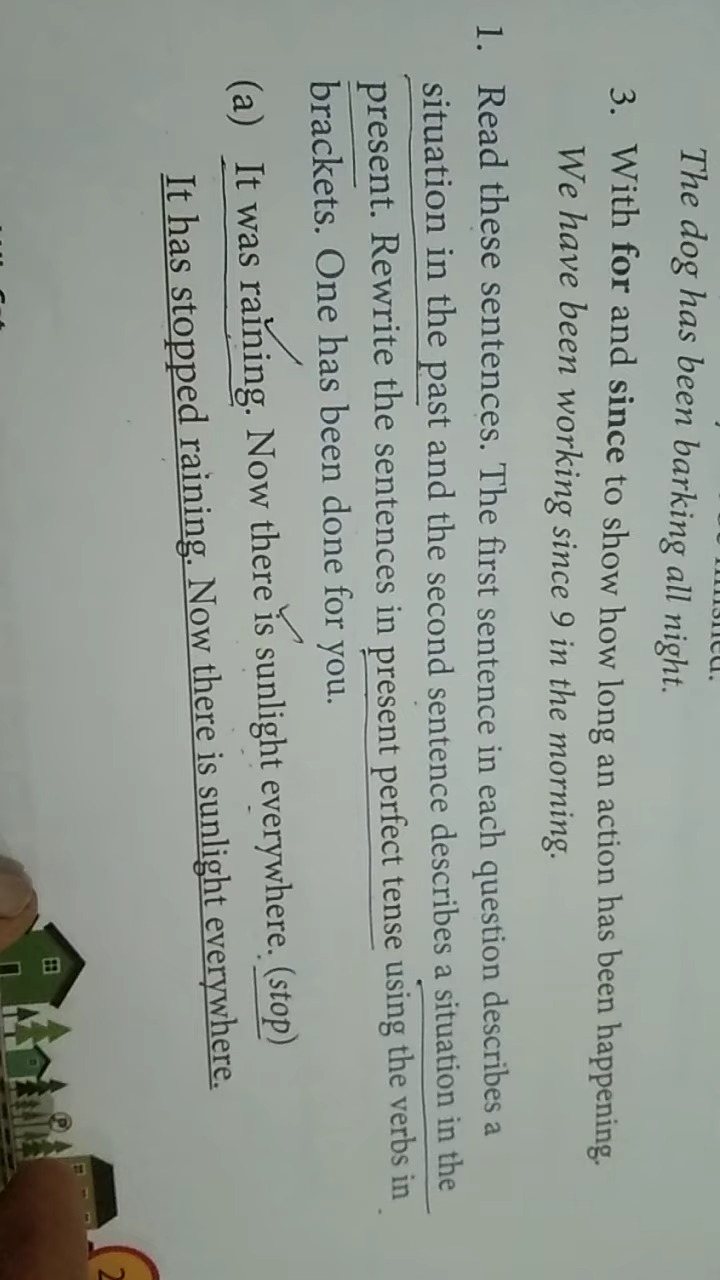 The dog has been barking all night.
3. With for and since to show how long an action has been happening.
We have been working since 9 in the morning.
1. Read these sentences. The first sentence in each question describes a
situation in the past and the second sentence describes a situation in the
present. Rewrite the sentences in present perfect tense using the verbs in
brackets. One has been done for you.
(a) It was raining. Now there is sunlight everywhere. (stop)
It has stopped raining. Now there is sunlight everywhere.
P
2